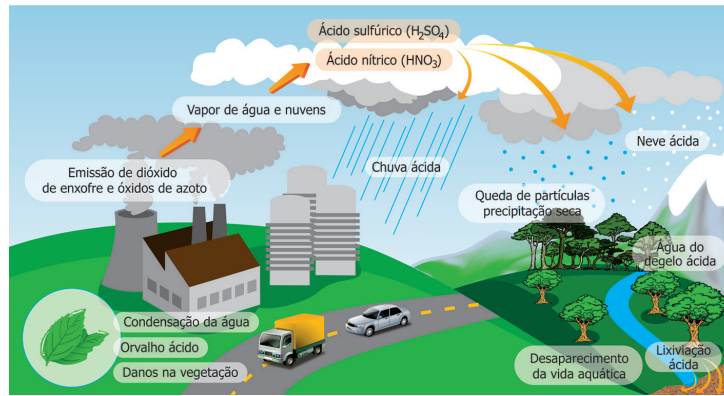 Ácido sulfúrico (H₂SO₄)
Ácido nítrico (HNO₃)
Vapor de água e nuvens
Emissão de dióxido
de enxofre e óxidos de azoto
Chuva ácida
Neve ácida
Queda de partículas
precipitação seca
Água do
degelo ácida
Condensação da água
Orvalho ácido
Danos na vegetação
Desaparecimento
da vida aquática
Lixiviação
ácida